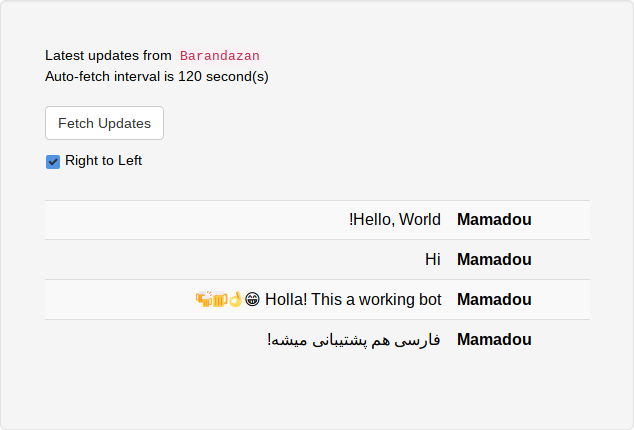 Latest updates from Barandazan
Auto-fetch interval is 120 second(s)
Fetch Updates
Right to Left
Mamadou Hello, World!
Mamadou Hi
Mamadou Holla! This a working bot 😁👌🍺🍻
Mamadou فارسی هم پشتیبانی میشه!